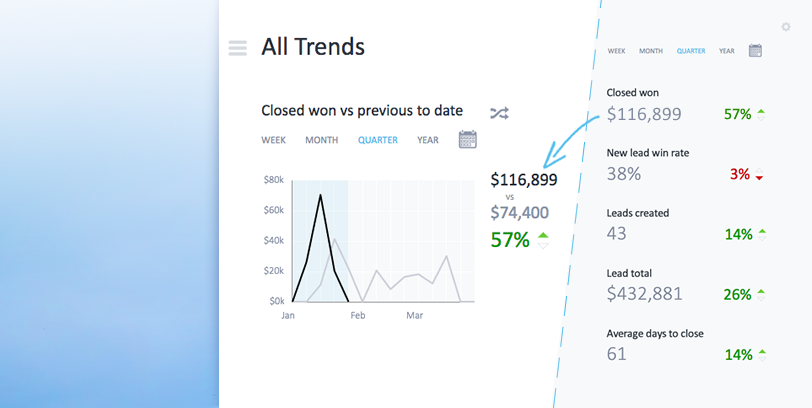 All Trends
Closed won vs previous to date
WEEK MONTH QUARTER YEAR
$80k
$60k
$40k
$20k
$0k
Jan Feb Mar
$116,899
vs
$74,400
57%
WEEK MONTH QUARTER YEAR
Closed won
$116,899 57%
New lead win rate
38% 3%
Leads created
43 14%
Lead total
$432,881 26%
Average days to close
61 14%